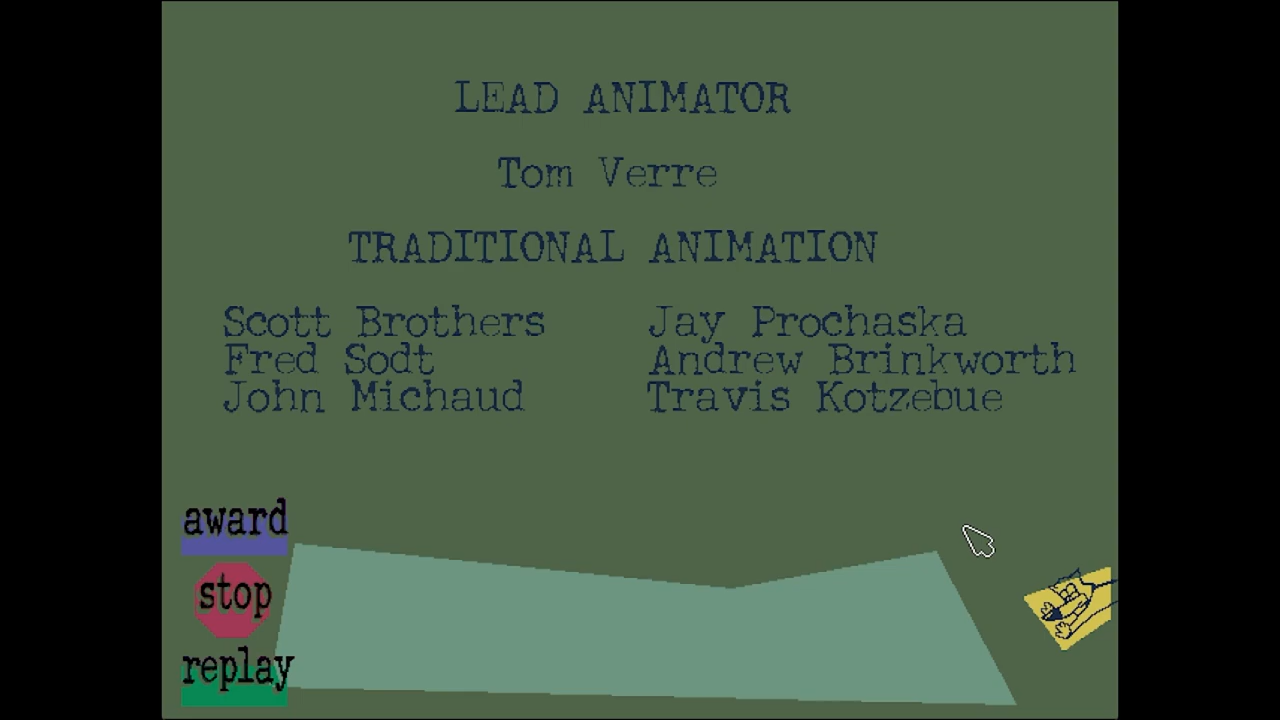 LEAD ANIMATOR
Tom Verre
TRADITIONAL ANIMATION
Scott Brothers Jay Prochaska
Fred Sodt Andrew Brinkworth
John Michaud Travis Kotzebue
award
stop
replay